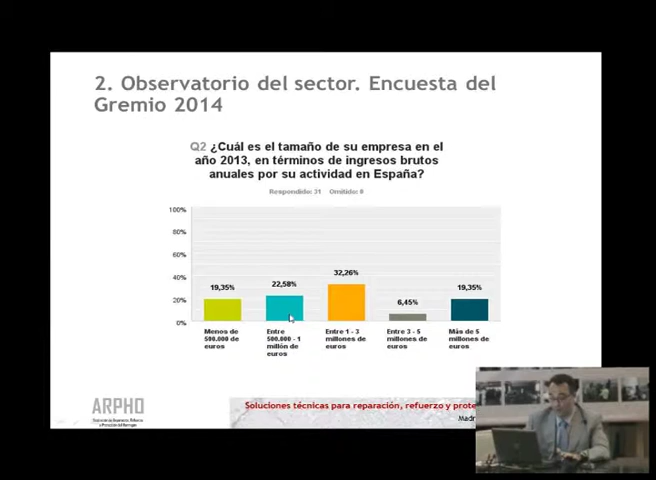 2. Observatorio del sector. Encuesta del
Gremio 2014
Q2 ¿Cuál es el tamaño de su empresa en el
año 2013, en términos de ingresos brutos
anuales por su actividad en España?
Respondido: 31 Omitido: 0
100%
80%
60%
40%
20%
0%
19,35%
22,58%
32,26%
6,45%
19,35%
Menos de
500.000 de
euros
Entre
500.000 - 1
millón de
euros
Entre 1 - 3
millones de
euros
Entre 3 - 5
millones de
euros
Más de 5
millones de
euros
ARPHO
Soluciones técnicas para reparación, refuerzo y prote
Madr